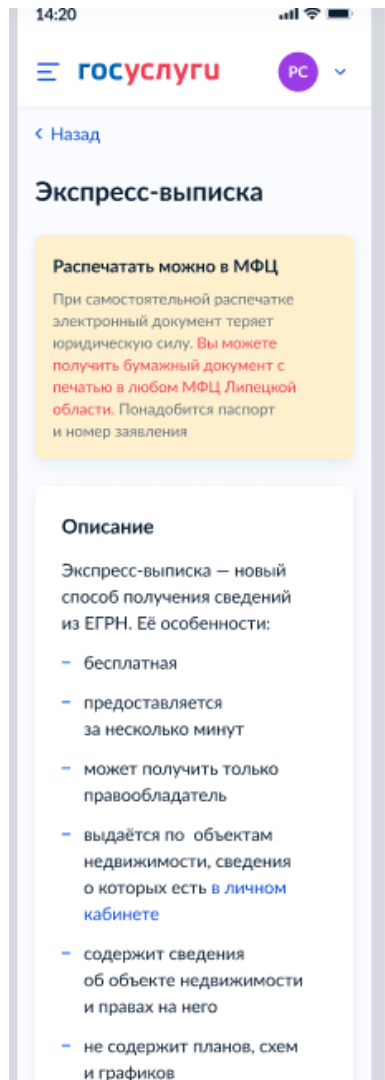 14:20
госуслуги
РС
Назад
Экспресс-выписка
Распечатать можно в МФЦ
При самостоятельной распечатке
электронный документ теряет
юридическую силу. Вы можете
получить бумажный документ с
печатью в любом МФЦ Липецкой
области. Понадобится паспорт
и номер заявления
Описание
Экспресс-выписка — новый
способ получения сведений
из ЕГРН. Её особенности:
– бесплатная
– предоставляется
за несколько минут
– может получить только
правообладатель
– выдаётся по объектам
недвижимости, сведения
о которых есть в личном
кабинете
– содержит сведения
об объекте недвижимости
и правах на него
– не содержит планов, схем
и графиков